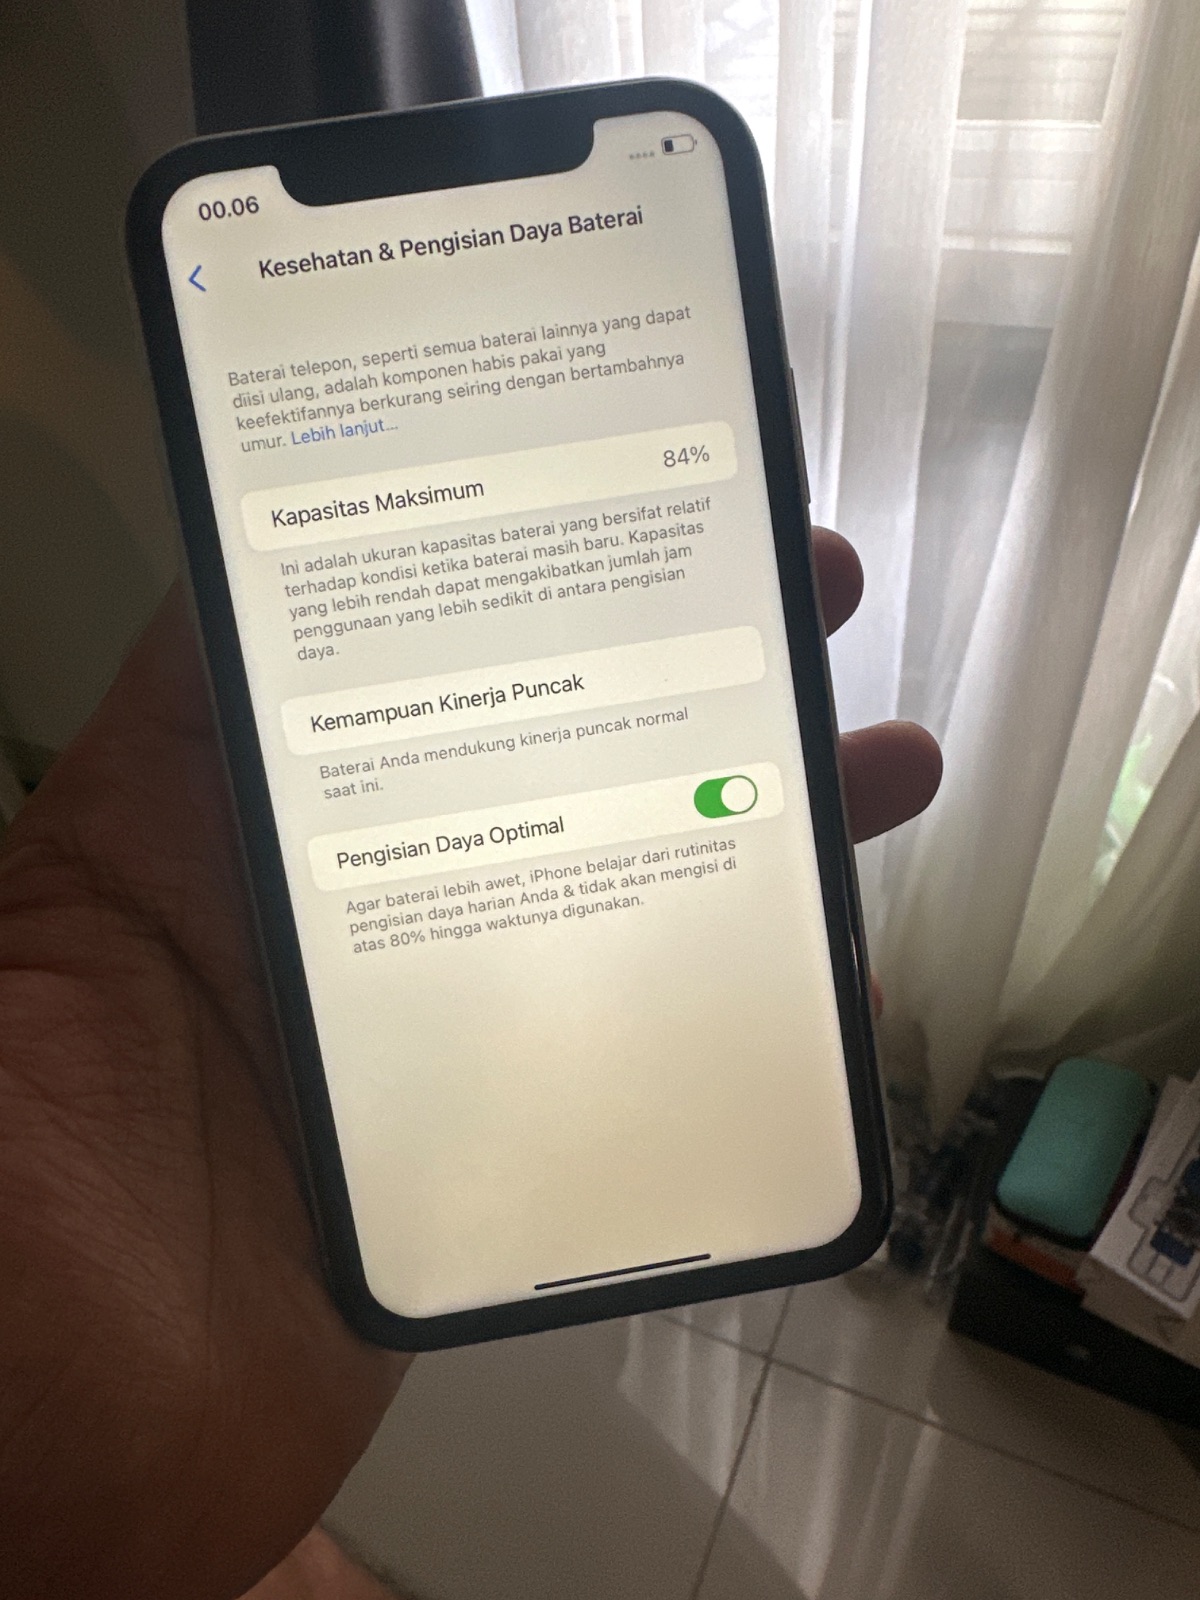 00.06
Kesehatan & Pengisian Daya Baterai
Baterai telepon, seperti semua baterai lainnya yang dapat
diisi ulang, adalah komponen habis pakai yang
keefektifannya berkurang seiring dengan bertambahnya
umur. Lebih lanjut...
Kapasitas Maksimum 84%
Ini adalah ukuran kapasitas baterai yang bersifat relatif
terhadap kondisi ketika baterai masih baru. Kapasitas
yang lebih rendah dapat mengakibatkan jumlah jam
penggunaan yang lebih sedikit di antara pengisian
daya.
Kemampuan Kinerja Puncak
Baterai Anda mendukung kinerja puncak normal
saat ini.
Pengisian Daya Optimal
Agar baterai lebih awet, iPhone belajar dari rutinitas
pengisian daya harian Anda & tidak akan mengisi di
atas 80% hingga waktunya digunakan.